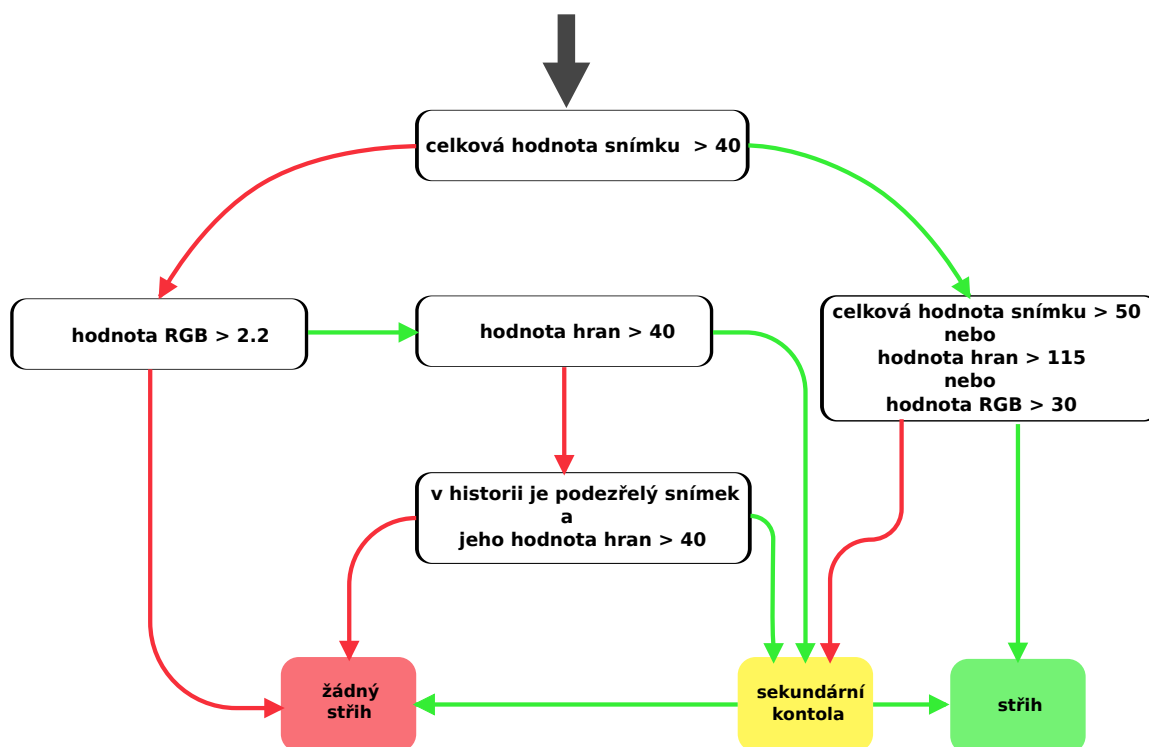 celková hodnota snímku > 40
hodnota RGB > 2.2
hodnota hran > 40
celková hodnota snímku > 50
nebo
hodnota hran > 115
nebo
hodnota RGB > 30
v historii je podezřelý snímek
a
jeho hodnota hran > 40
žádný
střih
sekundární
kontola
střih